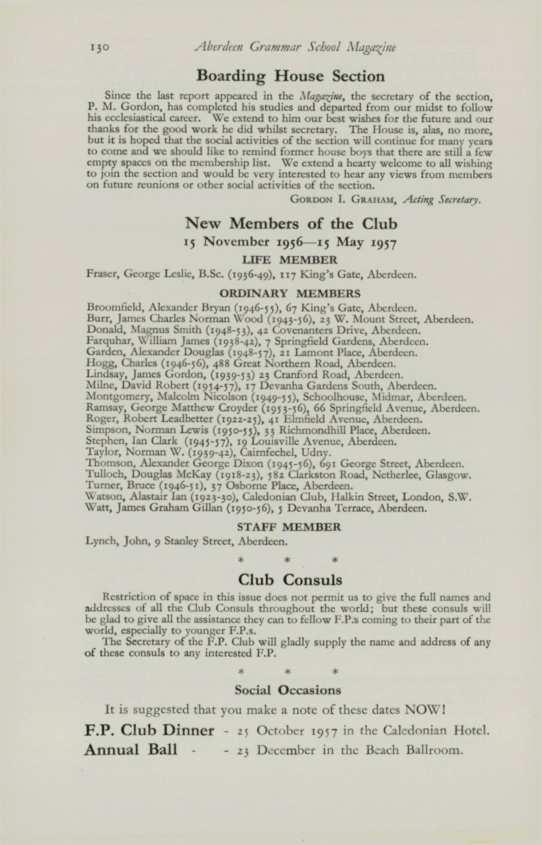 130 Aberdeen Grammar School Magazine
Boarding House Section
Since the last report appeared in the Magazine, the secretary of the section,
P. M. Gordon, has completed his studies and departed from our midst to follow
his ecclesiastical career. We extend to him our best wishes for the future and our
thanks for the good work he did whilst secretary. The House is, alas, no more,
but it is hoped that the social activities of the section will continue for many years
to come and we should like to remind former house boys that there are still a few
empty spaces on the membership list. We extend a hearty welcome to all wishing
to join the section and would be very interested to hear any views from members
on future reunions or other social activities of the section.
GORDON I. GRAHAM, Acting Secretary.
New Members of the Club
15 November 1956—15 May 1957
LIFE MEMBER
Fraser, George Leslie, B.Sc. (1936-49), 117 King's Gate, Aberdeen.
ORDINARY MEMBERS
Broomfield, Alexander Bryan (1946-55), 67 King's Gate, Aberdeen.
Burr, James Charles Norman Wood (1943-56), 23 W. Mount Street, Aberdeen.
Donald, Magnus Smith (1948-53), 42 Covenanters Drive, Aberdeen.
Farquhar, William James (1938-42), 7 Springfield Gardens, Aberdeen.
Garden, Alexander Douglas (1948-57), 21 Lamont Place, Aberdeen.
Hogg, Charles (1946-56), 488 Great Northern Road, Aberdeen.
Lindsay, James Gordon, (1939-53) 23 Cranford Road, Aberdeen.
Milne, David Robert (1954-57), 17 Devanha Gardens South, Aberdeen.
Montgomery, Malcolm Nicolson (1949-55), Schoolhouse, Midmar, Aberdeen.
Ramsay, George Matthew Croyder (1953-56), 66 Springfield Avenue, Aberdeen.
Roger, Robert Leadbetter (1922-25), 41 Elmfield Avenue, Aberdeen.
Simpson, Norman Lewis (1950-55), 33 Richmondhill Place, Aberdeen.
Stephen, Ian Clark (1945-57), 19 Louisville Avenue, Aberdeen.
Taylor, Norman W. (1939-42), Cairnfechel, Udny.
Thomson, Alexander George Dixon (1945-56), 691 George Street, Aberdeen.
Tulloch, Douglas McKay (1918-23), 582 Clarkston Road, Netherlee, Glasgow.
Turner, Bruce (1946-51), 37 Osborne Place, Aberdeen.
Watson, Alastair Ian (1923-30), Caledonian Club, Halkin Street, London, S.W.
Watt, James Graham Gillan (1950-56), 5 Devanha Terrace, Aberdeen.
STAFF MEMBER
Lynch, John, 9 Stanley Street, Aberdeen.
* * *
Club Consuls
Restriction of space in this issue does not permit us to give the full names and
addresses of all the Club Consuls throughout the world; but these consuls will
be glad to give all the assistance they can to fellow F.P.s coming to their part of the
world, especially to younger F.P.s.
The Secretary of the F.P. Club will gladly supply the name and address of any
of these consuls to any interested F.P.
* * *
Social Occasions
It is suggested that you make a note of these dates NOW!
F.P. Club Dinner - 25 October 1957 in the Caledonian Hotel.
Annual Ball - - 23 December in the Beach Ballroom.